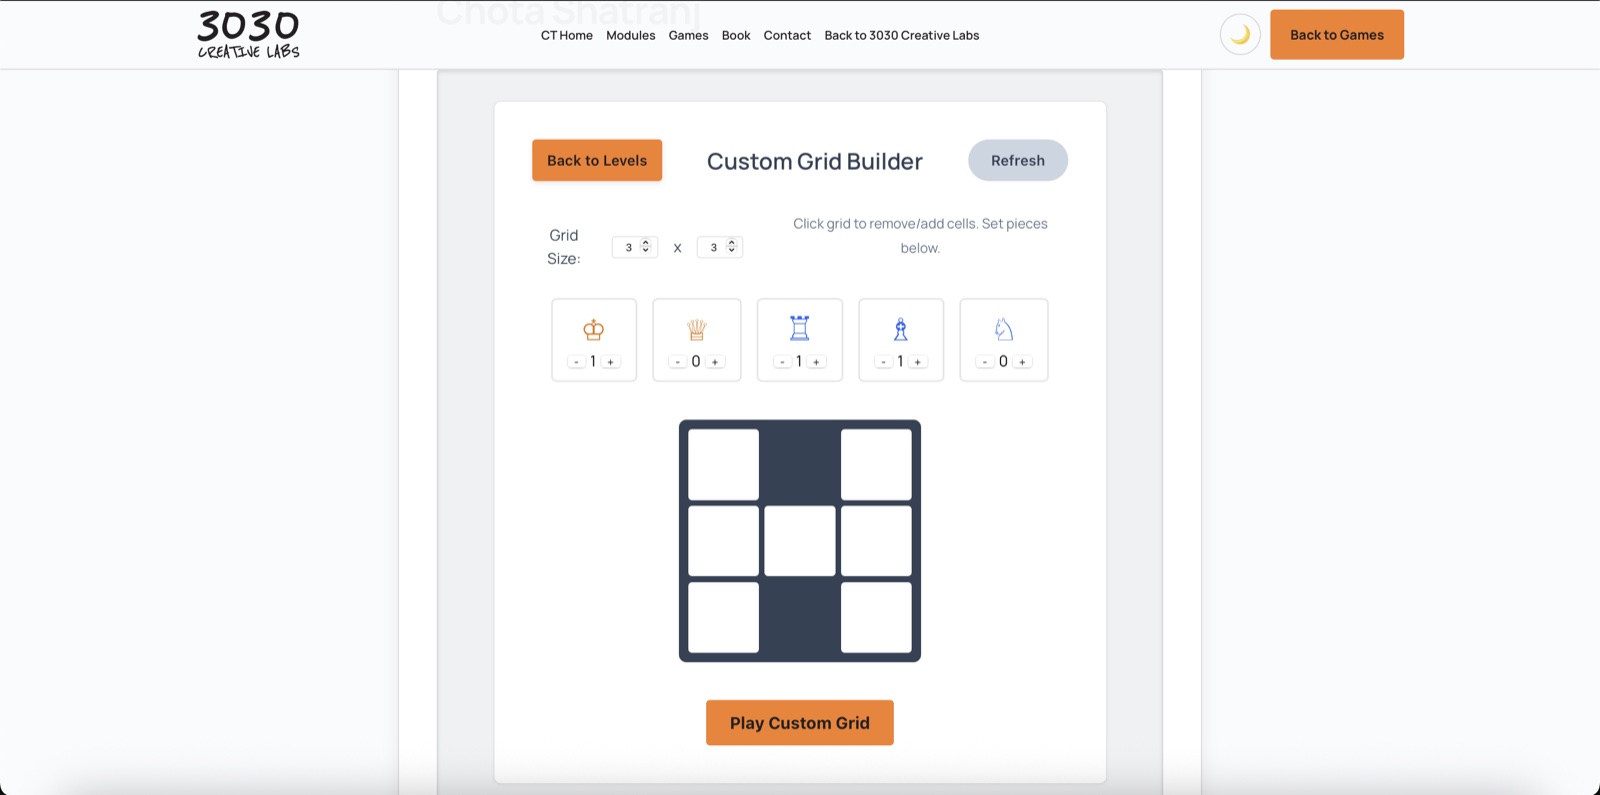 Chota Shatranj
3030
CREATIVE LABS
CT Home Modules Games Book Contact Back to 3030 Creative Labs
Back to Games
Back to Levels
Custom Grid Builder
Refresh
Grid
Size:
3 x 3
Click grid to remove/add cells. Set pieces
below.
- 1 + - 0 + - 1 + - 1 + - 0 +
Play Custom Grid